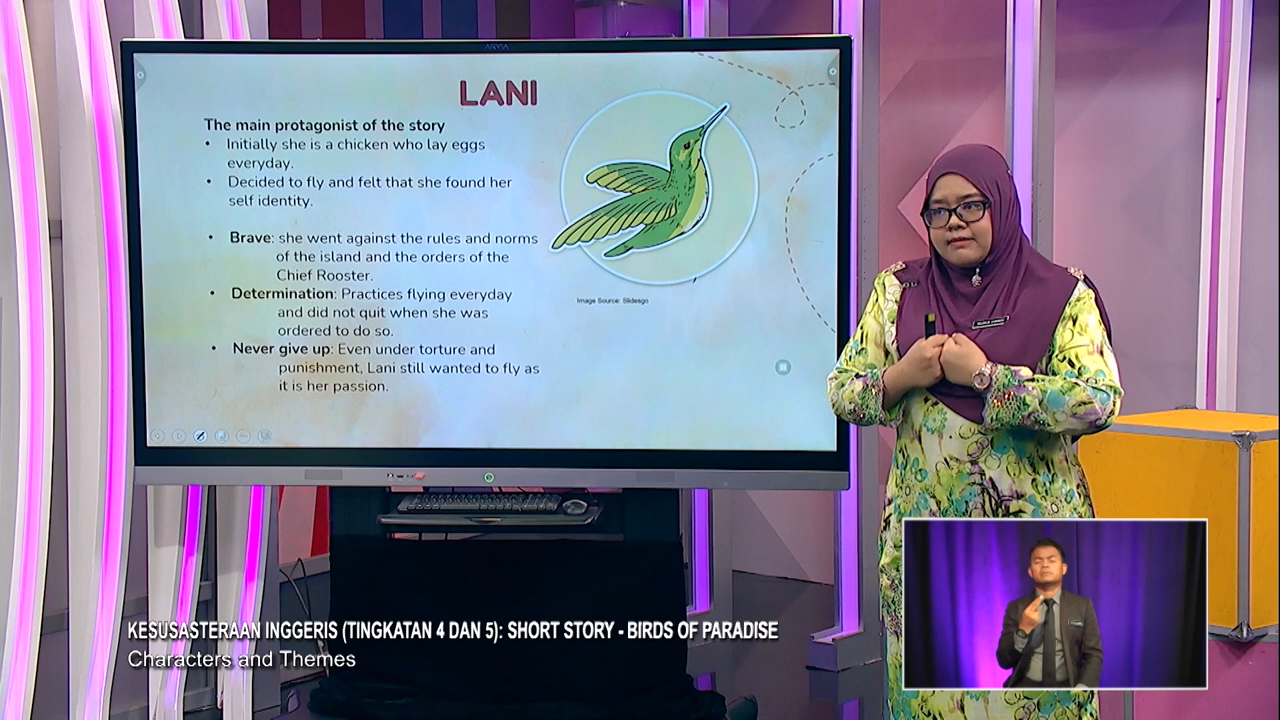 LANI
The main protagonist of the story
• Initially she is a chicken who lay eggs
everyday.
• Decided to fly and felt that she found her
self identity.
• Brave: she went against the rules and norms
of the island and the orders of the
Chief Rooster.
• Determination: Practices flying everyday
and did not quit when she was
ordered to do so.
• Never give up: Even under torture and
punishment, Lani still wanted to fly as
it is her passion.
Image Source: Slidesgo
KESUSASTERAAN INGGERIS (TINGKATAN 4 DAN 5): SHORT STORY - BIRDS OF PARADISE
Characters and Themes